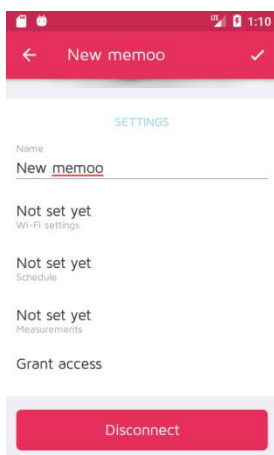 LTE 1:10
New memoo
SETTINGS
Name
New memoo
Not set yet
Wi-Fi settings
Not set yet
Schedule
Not set yet
Measurements
Grant access
Disconnect